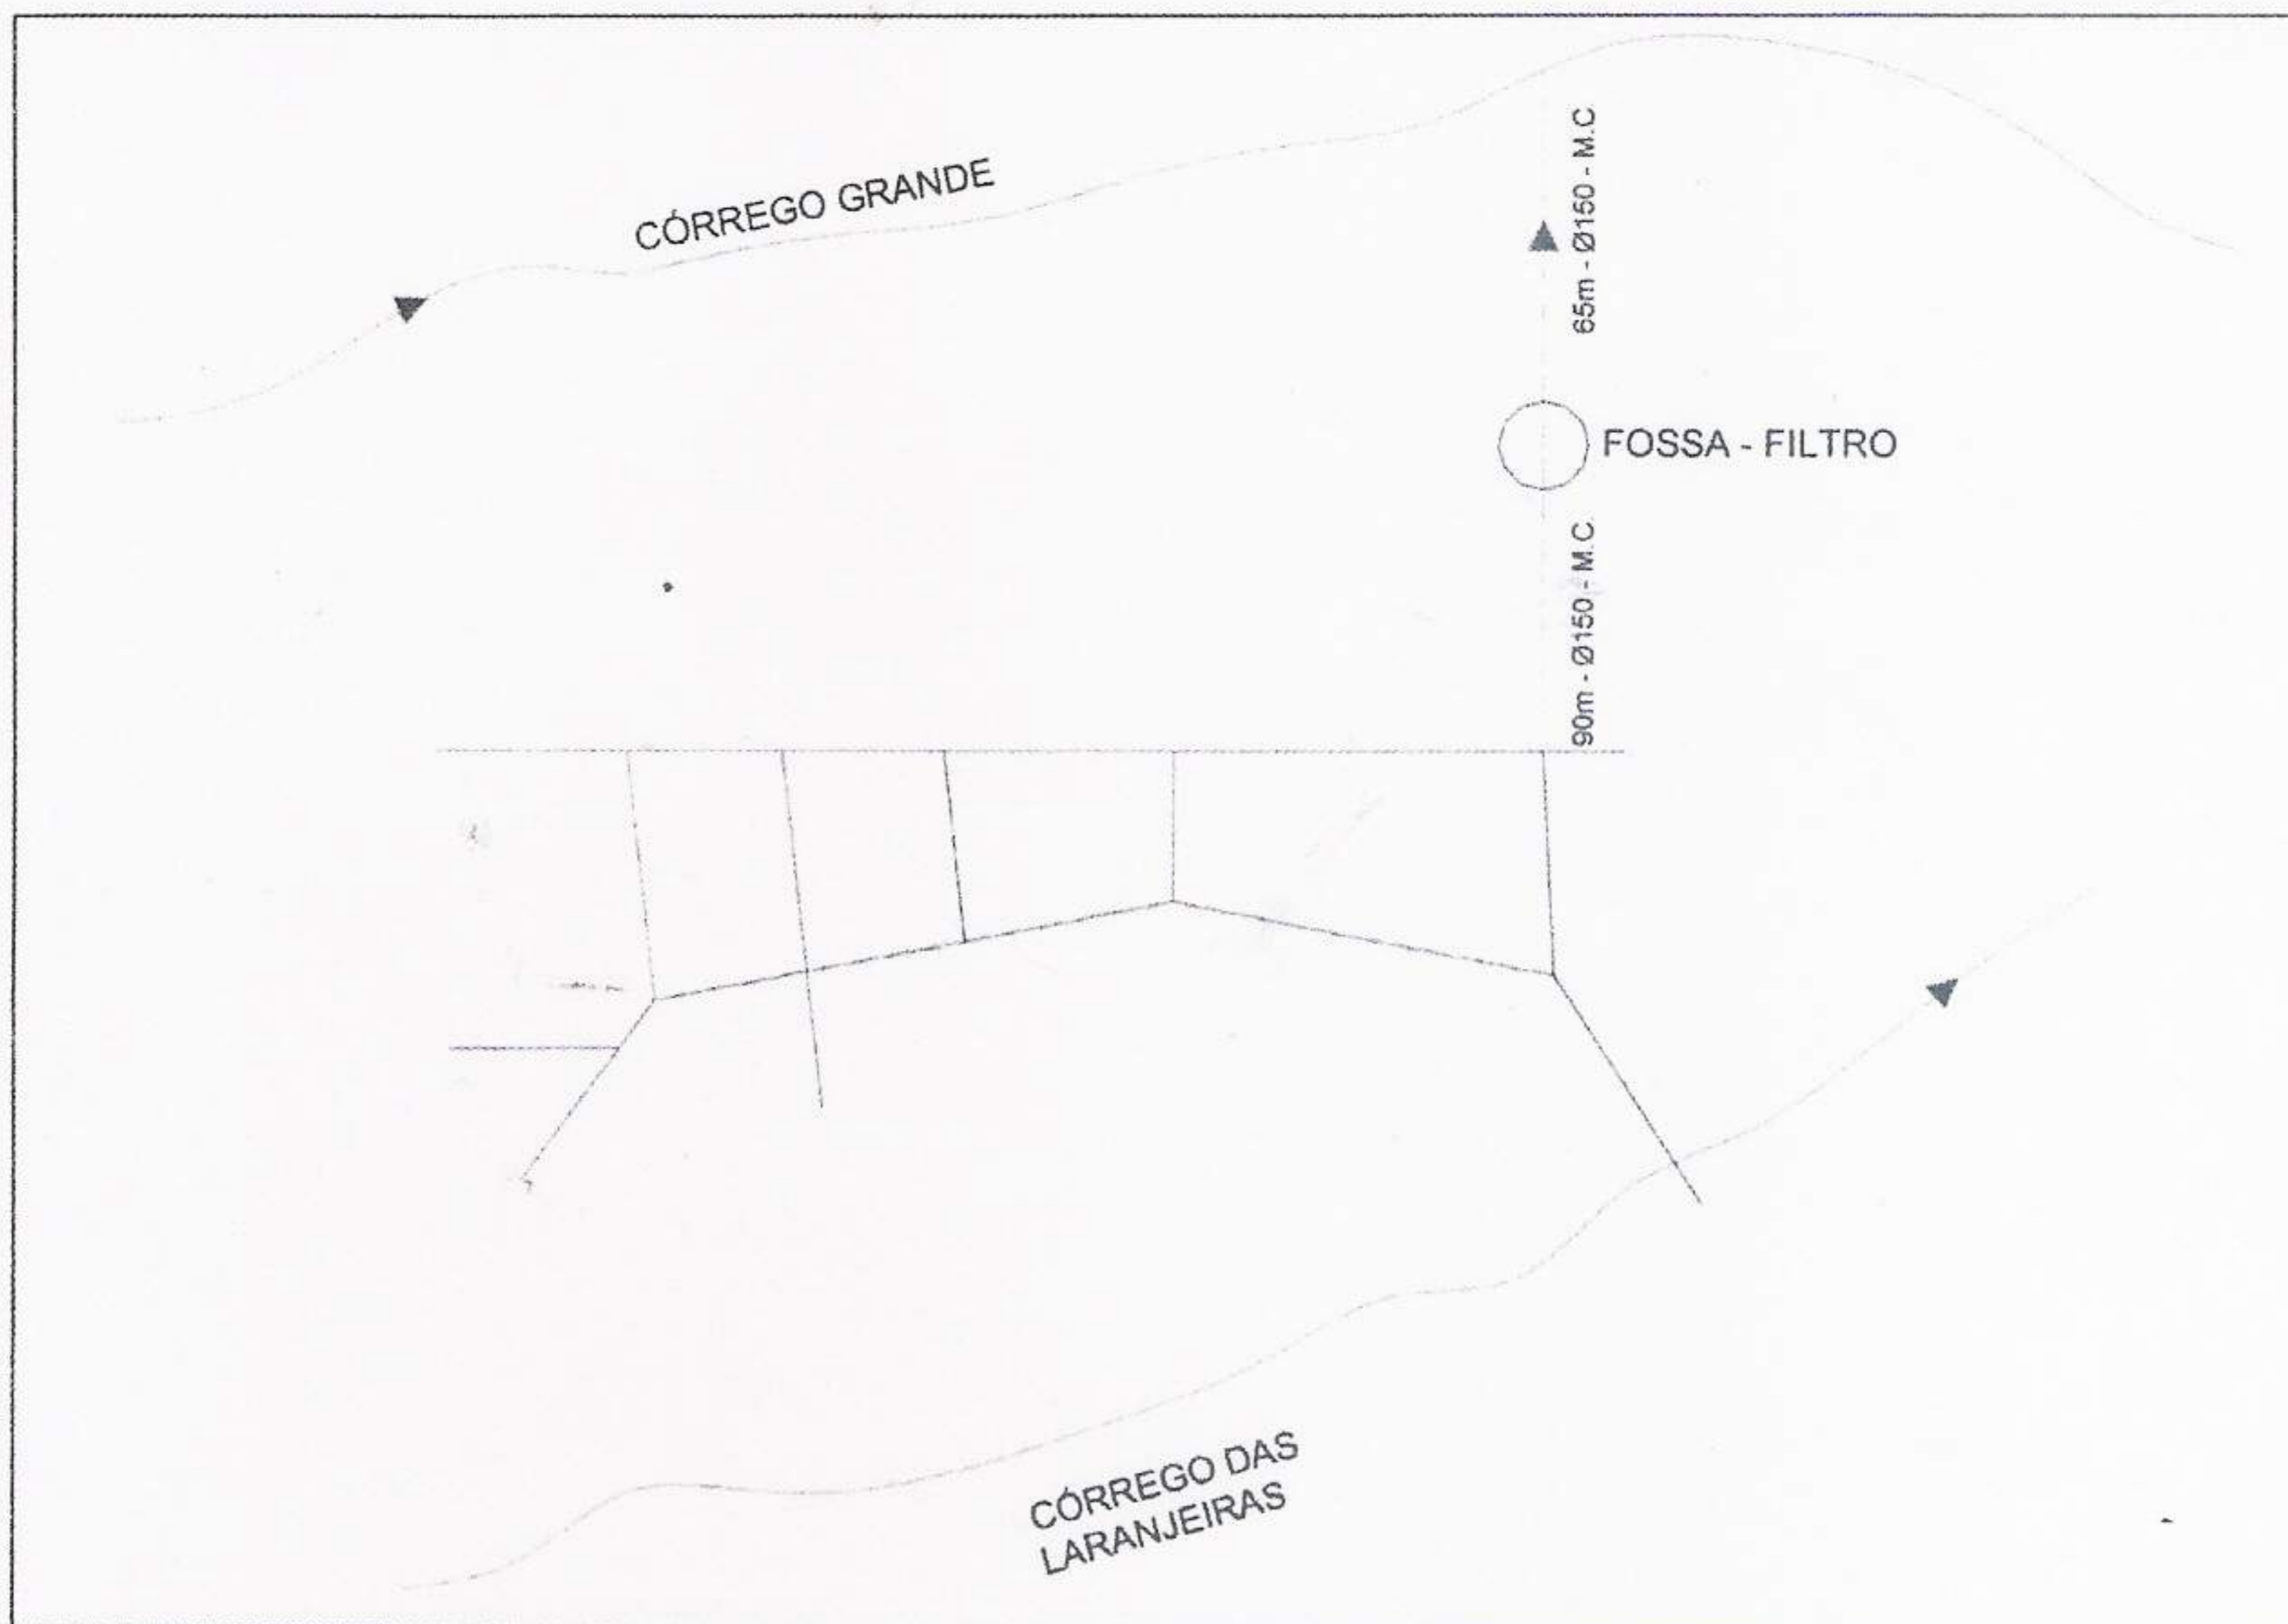 CÓRREGO GRANDE
65m - Ø150 - M.C
FOSSA - FILTRO
90m - Ø150 - M.C.
CÓRREGO DAS
LARANJEIRAS